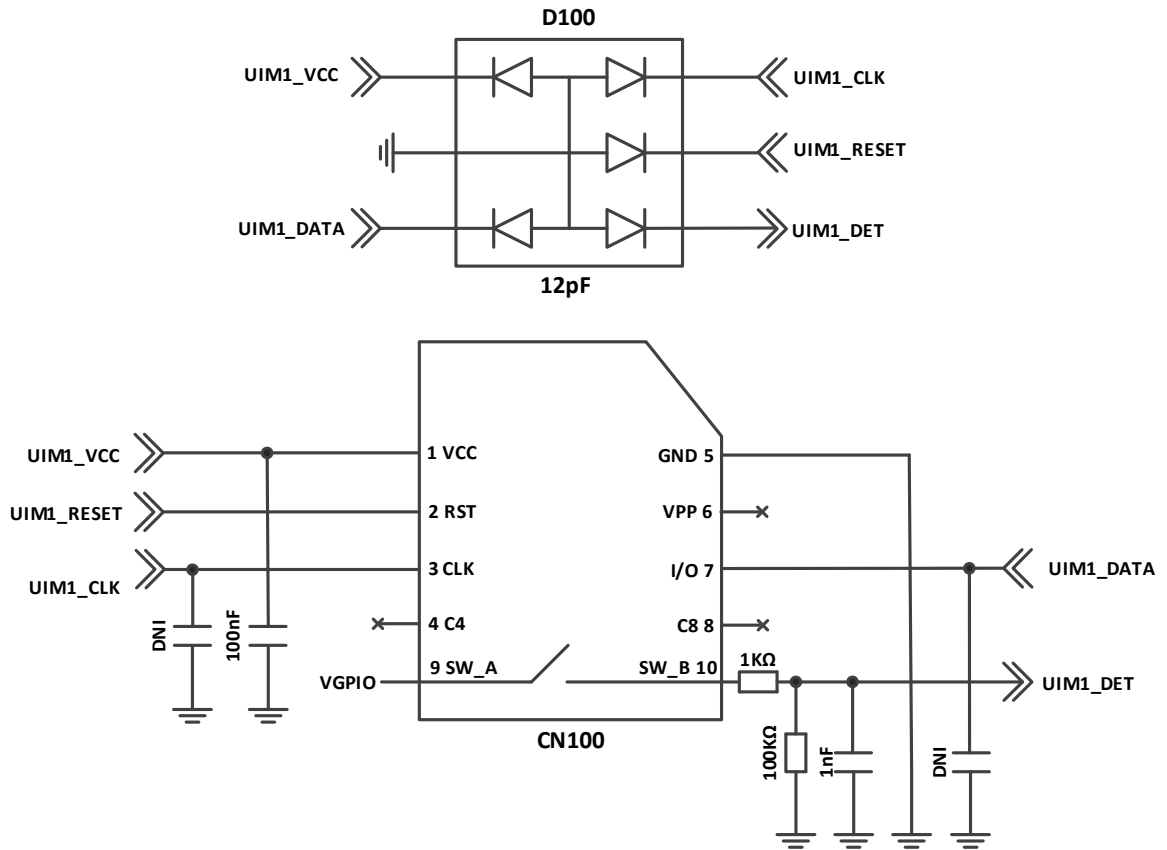 D100
UIM1_VCC
UIM1_CLK
UIM1_RESET
UIM1_DATA
UIM1_DET
12pF
UIM1_VCC
1 VCC
GND 5
UIM1_RESET
2 RST
VPP 6
UIM1_CLK
3 CLK
I/O 7
UIM1_DATA
DNI
100nF
4 C4
C8 8
VGPIO
9 SW_A
SW_B 10
1KΩ
UIM1_DET
CN100
100KΩ
1nF
DNI